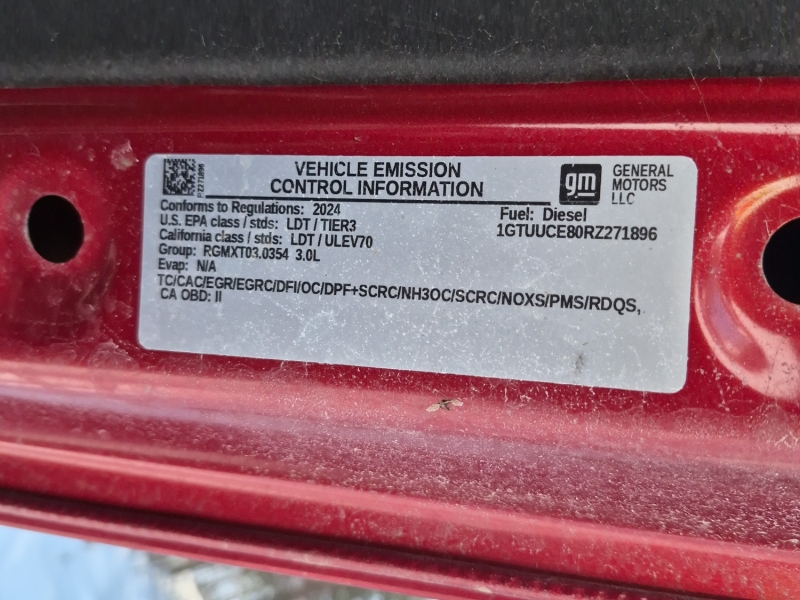 VEHICLE EMISSION
CONTROL INFORMATION
gm
GENERAL
MOTORS
LLC
RZ271896
Conforms to Regulations: 2024
U.S. EPA class / stds: LDT / TIER3
California class / stds: LDT / ULEV70
Group: RGMXT03.0354 3.0L
Evap: N/A
Fuel: Diesel
1GTUUCE80RZ271896
TC/CAC/EGR/EGRC/DFI/OC/DPF+SCRC/NH3OC/SCRC/NOXS/PMS/RDQS,
CA OBD: II